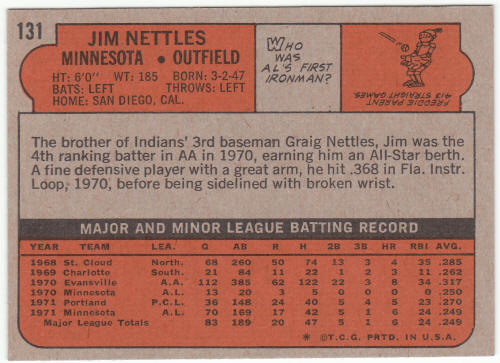 131
JIM NETTLES
MINNESOTA • OUTFIELD
HT: 6'0" WT: 185 BORN: 3-2-47
BATS: LEFT THROWS: LEFT
HOME: SAN DIEGO, CAL.
WHO
WAS
AL'S FIRST
IRONMAN?
FREDDIE PARENT
413 STRAIGHT GAMES.
The brother of Indians' 3rd baseman Graig Nettles, Jim was the
4th ranking batter in AA in 1970, earning him an All-Star berth.
A fine defensive player with a great arm, he hit .368 in Fla. Instr.
Loop, 1970, before being sidelined with broken wrist.
MAJOR AND MINOR LEAGUE BATTING RECORD
YEAR TEAM LEA. G AB R H 2B 3B HR RBI AVG.
1968 St. Cloud North. 68 260 50 74 13 3 4 35 .285
1969 Charlotte South. 21 84 11 22 1 2 3 11 .262
1970 Evansville A.A. 112 385 62 122 22 3 8 34 .317
1970 Minnesota A.L. 13 20 3 5 0 0 0 0 .250
1971 Portland P.C.L. 36 148 24 40 5 4 5 23 .270
1971 Minnesota A.L. 70 168 17 42 5 1 6 24 .249
Major League Totals 83 189 20 47 5 1 6 24 .249
* ©T.C.G. PRTD. IN U.S.A.